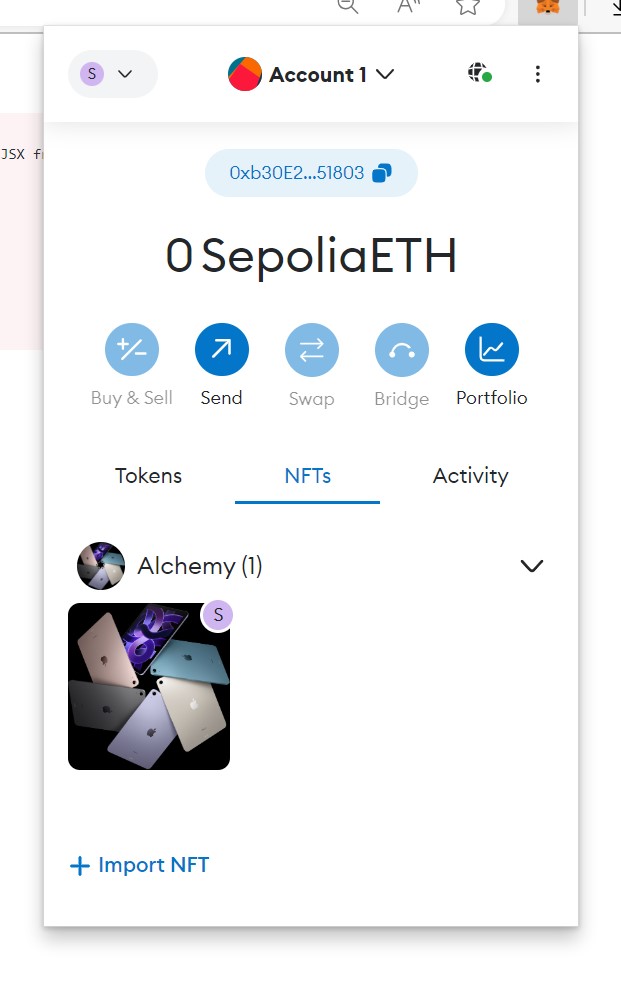 JSX f
S
Account 1
0xb30E2...51803
0 SepoliaETH
Buy & Sell
Send
Swap
Bridge
Portfolio
Tokens
NFTs
Activity
Alchemy (1)
S
Import NFT